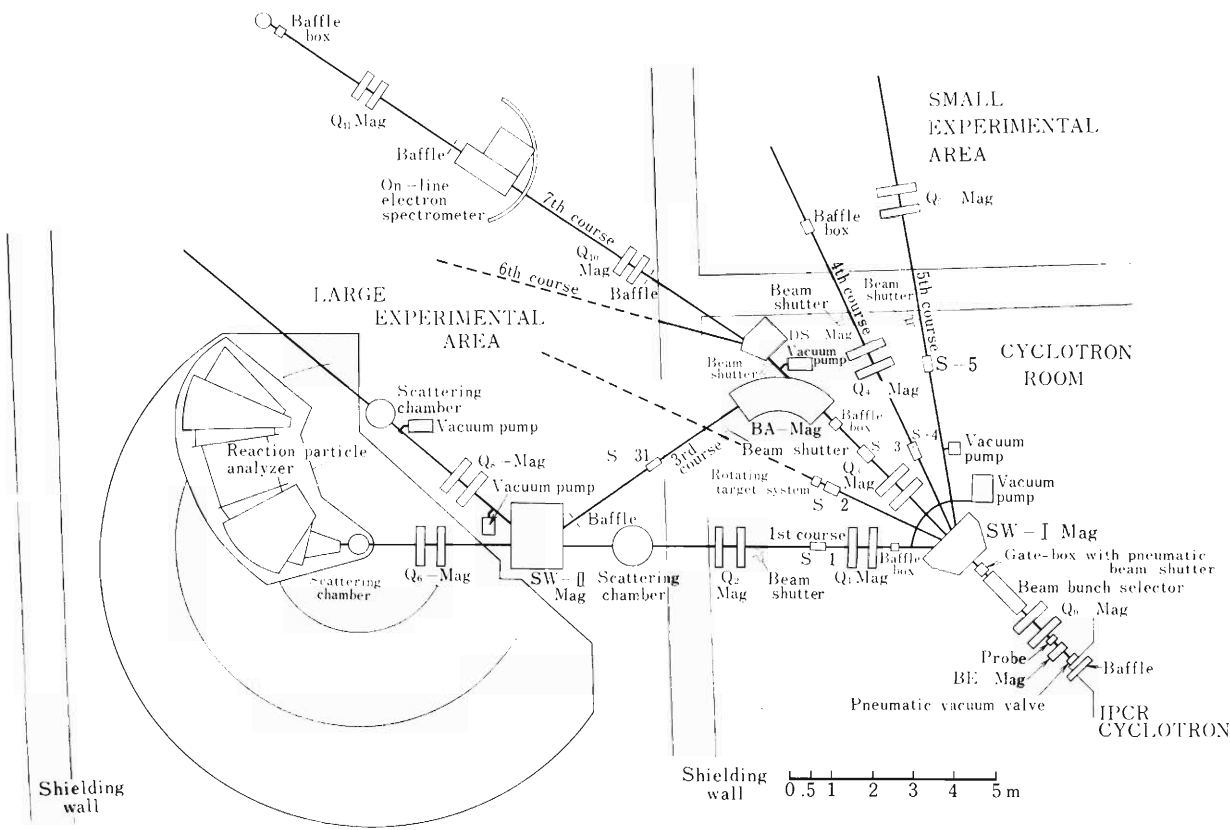 Baffle
box
Q11 Mag
Baffle
On-line
electron
spectrometer
7th course
Q10
Mag
Baffle
6th course
SMALL
EXPERIMENTAL
AREA
Mag
Baffle
box
4th course
Beam
shutter
5th course
Beam
shutter
LARGE
EXPERIMENTAL
AREA
DS Mag
Vacuum
pump
Beam
shutter
Q4 Mag
S-5
CYCLOTRON
ROOM
Scattering
chamber
Vacuum pump
BA-Mag
Baffle
box
Beam
shutter
S 3
S-4
Vacuum
pump
Reaction particle
analyzer
Mag
S 31
3rd
course
Mag
Rotating
target system
S 2
Vacuum pump
Vacuum
pump
Baffle
1st course
S 1
SW-I Mag
Scattering
chamber
Q6-Mag
SW-II
Mag
Scattering
chamber
Q2
Mag
Beam
shutter
Q1 Mag
Baffle
box
Gate-box with pneumatic
beam shutter
Beam bunch selector
Mag
Probe
BE Mag
Baffle
Pneumatic vacuum valve
IPCR
CYCLOTRON
Shielding
wall
Shielding
wall
0 .5 1 2 3 4 5 m